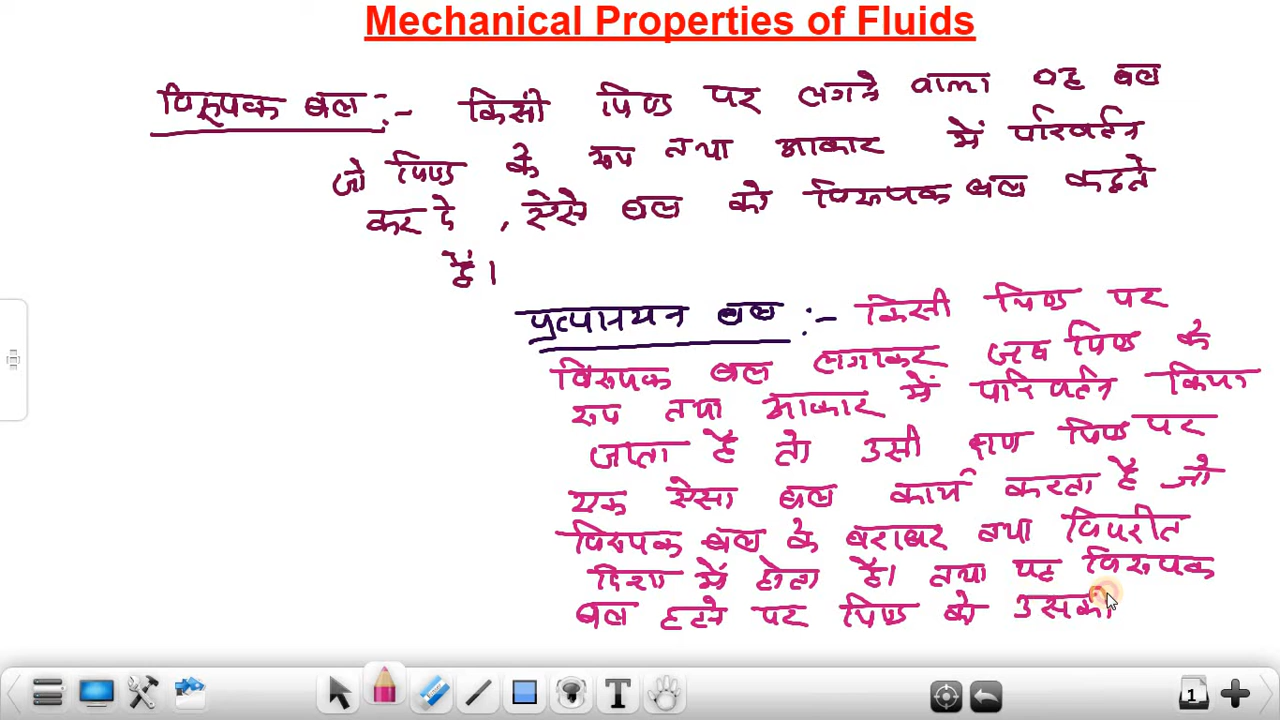 Mechanical Properties of Fluids
विरूपक बल :- किसी पिण्ड पर लगने वाला वह बल
जो पिण्ड के रूप तथा आकार में परिवर्तन
कर दे , ऐसे बल को विरूपक बल कहते
हैं।
प्रत्यानयन बल :- किसी पिण्ड पर
विरूपक बल लगाकर जब पिण्ड के
रूप तथा आकार में परिवर्तन किया
जाता है तो उसी क्षण पिण्ड पर
एक ऐसा बल कार्य करता है जो
विरूपक बल के बराबर तथा विपरीत
दिशा में होता है। तथा यह विरूपक
बल हटने पर पिण्ड को उसका
T
1